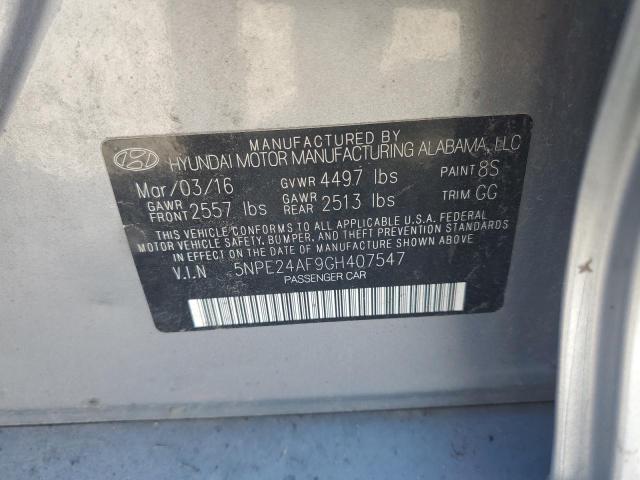 MANUFACTURED BY
HYUNDAI MOTOR MANUFACTURING ALABAMA, LLC
Mar/03/16 GVWR 4497 lbs PAINT 8S
GAWR FRONT 2557 lbs GAWR REAR 2513 lbs TRIM GG
THIS VEHICLE CONFORMS TO ALL APPLICABLE U.S.A. FEDERAL
MOTOR VEHICLE SAFETY, BUMPER, AND THEFT PREVENTION STANDARDS
IN EFFECT ON THE DATE OF MANUFACTURE SHOWN ABOVE.
V.I.N 5NPE24AF9GH407547
PASSENGER CAR